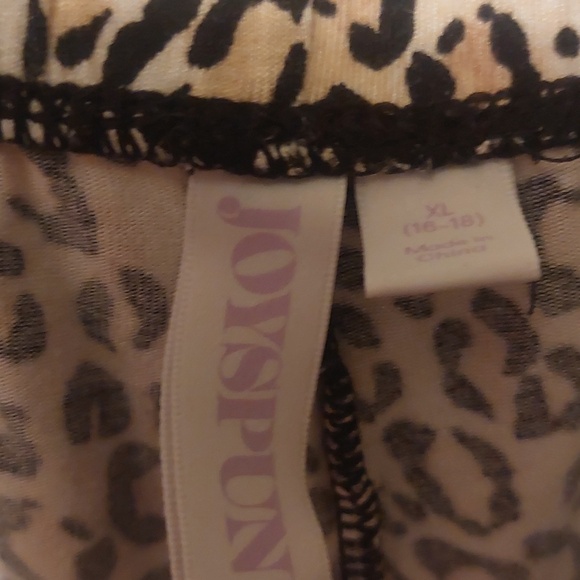 JOYSPUN
XL
(16-18)
Made in
China